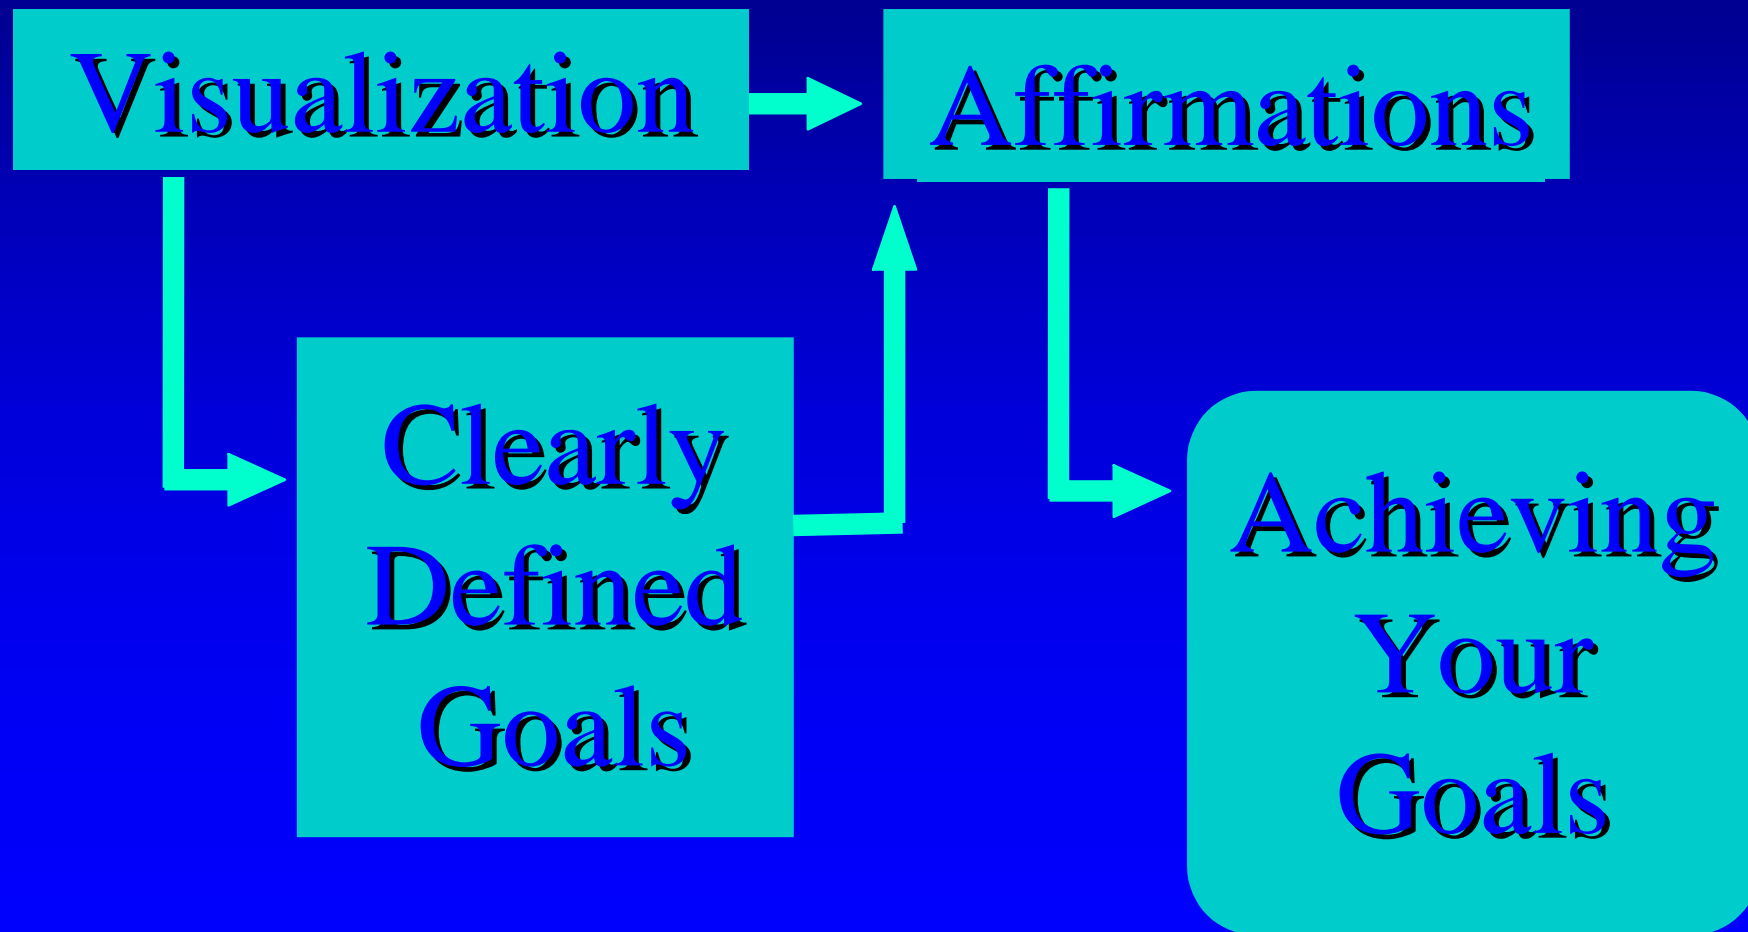 Visualization
Affirmations
Clearly
Defined
Goals
Achieving
Your
Goals